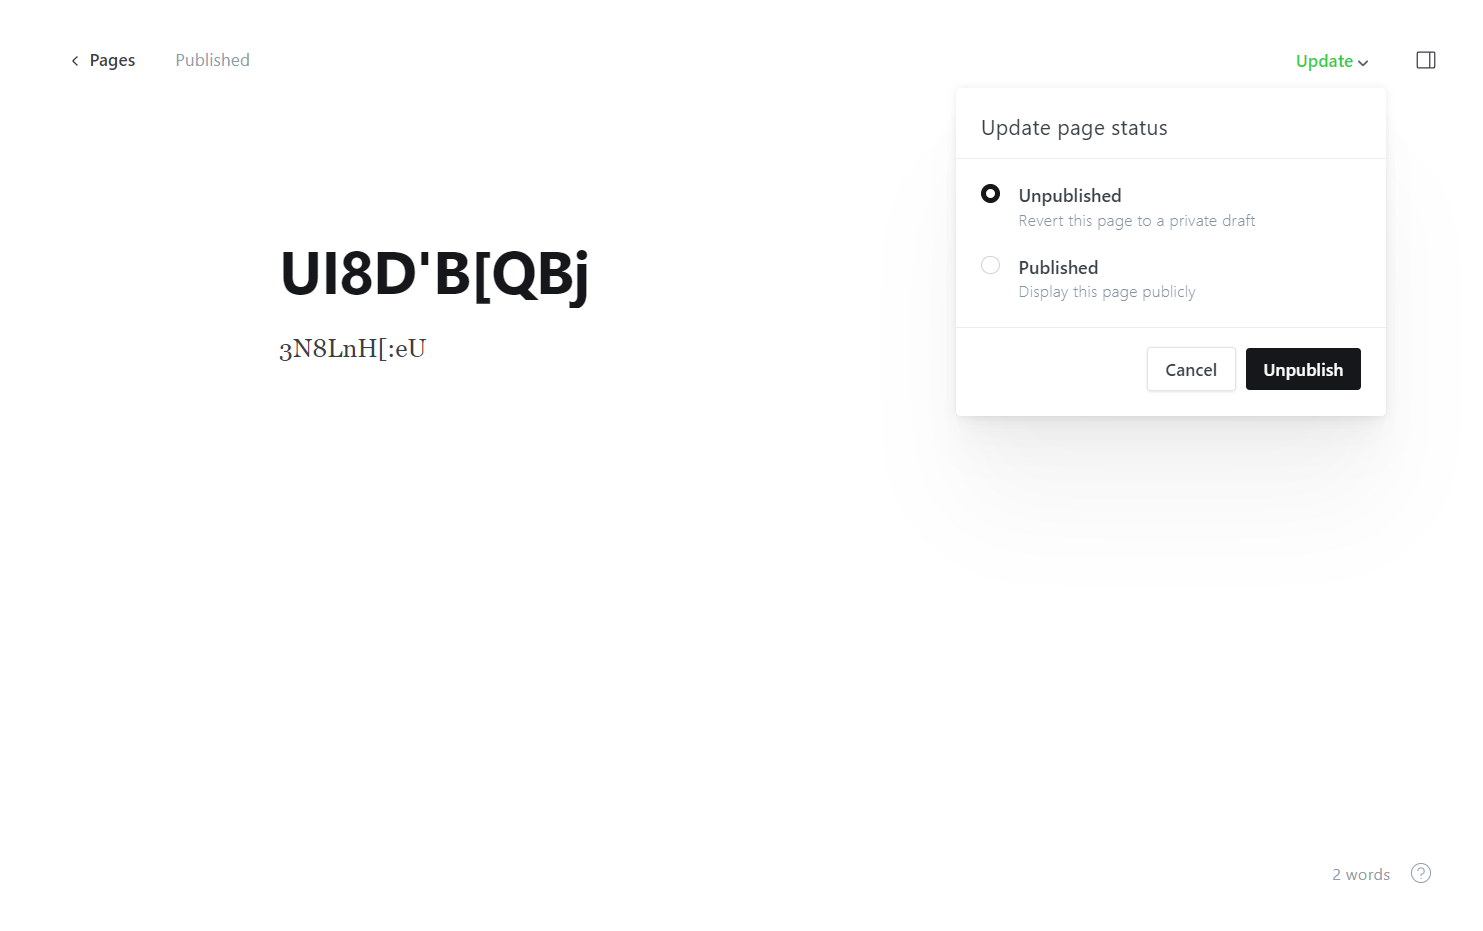 Pages
Published
Update
Update page status
Unpublished
Revert this page to a private draft
Published
Display this page publicly
Cancel
Unpublish
UI8D'B[QBj
3N8LnH[:eU
2 words
?